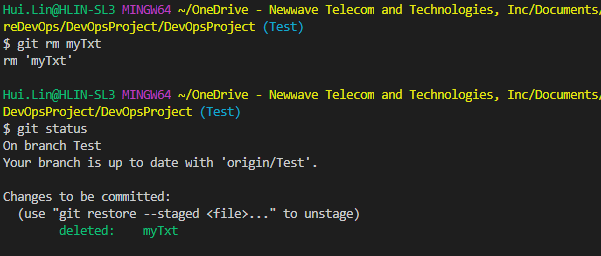 Hui.Lin@HLIN-SL3 MINGW64 ~/OneDrive - Newwave Telecom and Technologies, Inc/Documents/
reDevOps/DevOpsProject/DevOpsProject (Test)
$ git rm myTxt
rm 'myTxt'
Hui.Lin@HLIN-SL3 MINGW64 ~/OneDrive - Newwave Telecom and Technologies, Inc/Documents/
DevOps/DevOpsProject/DevOpsProject (Test)
$ git status
On branch Test
Your branch is up to date with 'origin/Test'.
Changes to be committed:
(use "git restore --staged <file>..." to unstage)
deleted: myTxt